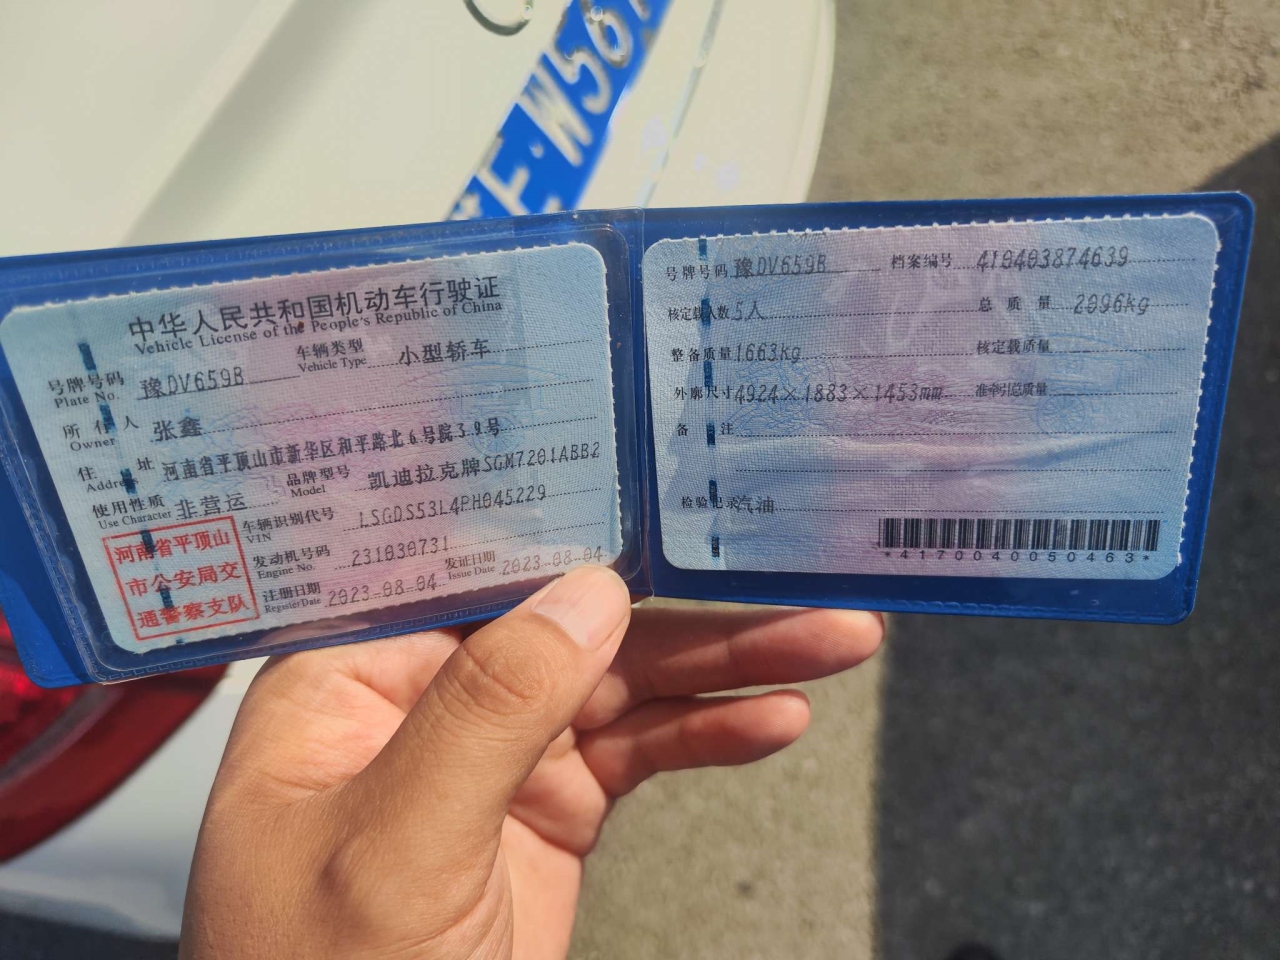 E·W567
中华人民共和国机动车行驶证
Vehicle License of the People's Republic of China
号牌号码 Plate No. 豫DV659B 车辆类型 Vehicle Type 小型轿车
所有人 Owner 张鑫
住址 Address 河南省平顶山市新华区和平路北6号院39号
使用性质 Use Character 非营运 品牌型号 Model 凯迪拉克牌SGM7201ABB2
车辆识别代号 VIN LSGDS53L4PH045229
发动机号码 Engine No. 231030731
注册日期 Register Date 2023-08-04 发证日期 Issue Date 2023-08-04
河南省平顶山
市公安局交
通警察支队
号牌号码 豫DV659B 档案编号 410403874639
核定载人数 5人 总质量 2096kg
整备质量 1663kg 核定载质量
外廓尺寸 4924×1883×1453mm 准牵引总质量
备注
检验记录 汽油
*4170040050463*